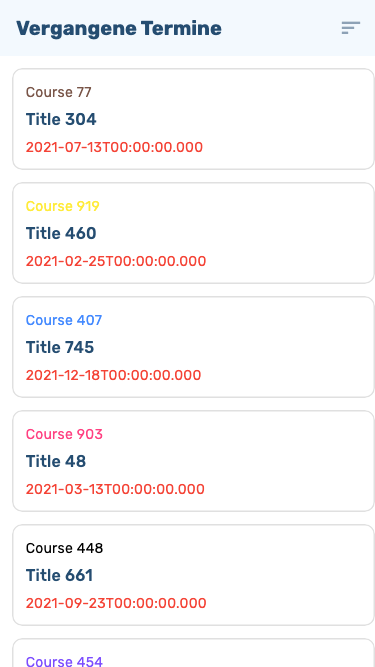 Vergangene Termine
Course 77
Title 304
2021-07-13T00:00:00.000
Course 919
Title 460
2021-02-25T00:00:00.000
Course 407
Title 745
2021-12-18T00:00:00.000
Course 903
Title 48
2021-03-13T00:00:00.000
Course 448
Title 661
2021-09-23T00:00:00.000
Course 454